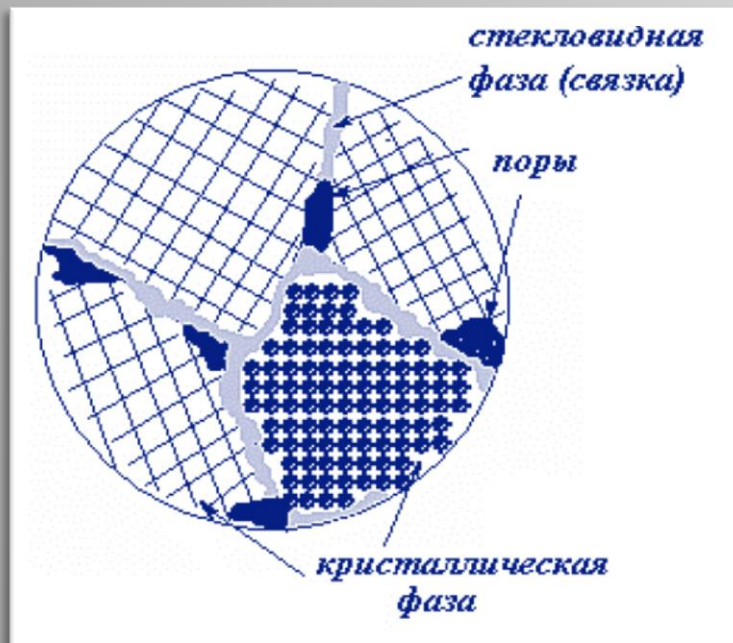 стекловидная
фаза (связка)
поры
кристаллическая
фаза